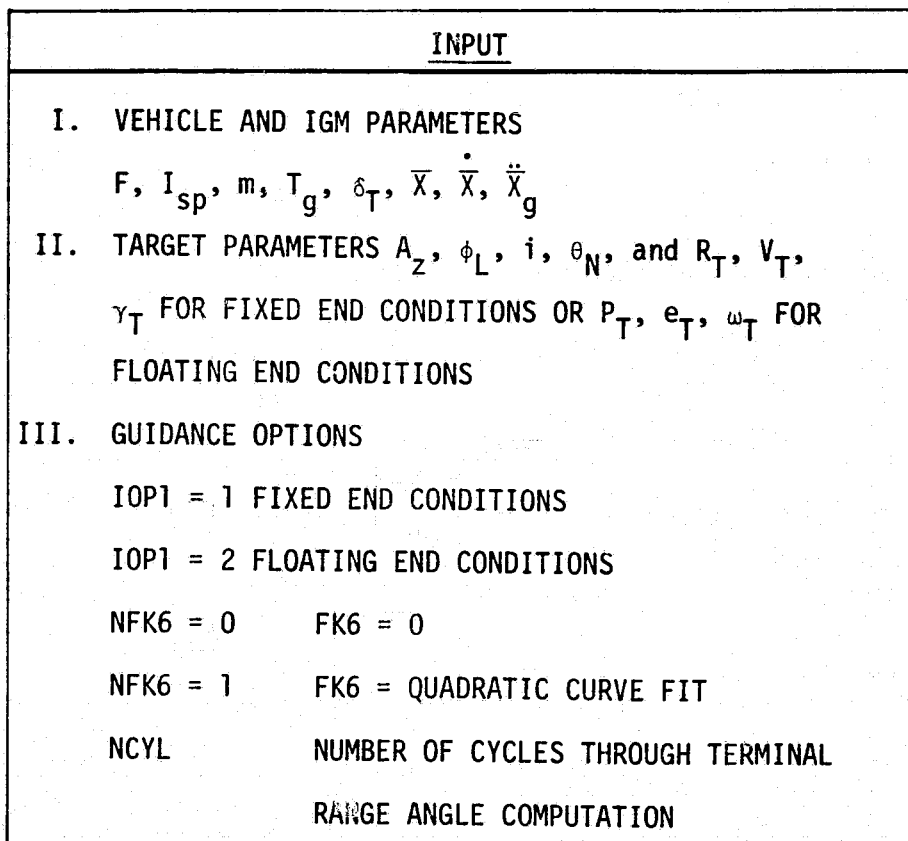 INPUT
I. VEHICLE AND IGM PARAMETERS
F, I_sp, m, T_g, δ_T, X̅, Ẋ̅, Ẍ̅_g
II. TARGET PARAMETERS A_z, φ_L, i, θ_N, and R_T, V_T,
γ_T FOR FIXED END CONDITIONS OR P_T, e_T, ω_T FOR
FLOATING END CONDITIONS
III. GUIDANCE OPTIONS
IOP1 = 1 FIXED END CONDITIONS
IOP1 = 2 FLOATING END CONDITIONS
NFK6 = 0 FK6 = 0
NFK6 = 1 FK6 = QUADRATIC CURVE FIT
NCYL NUMBER OF CYCLES THROUGH TERMINAL
RANGE ANGLE COMPUTATION